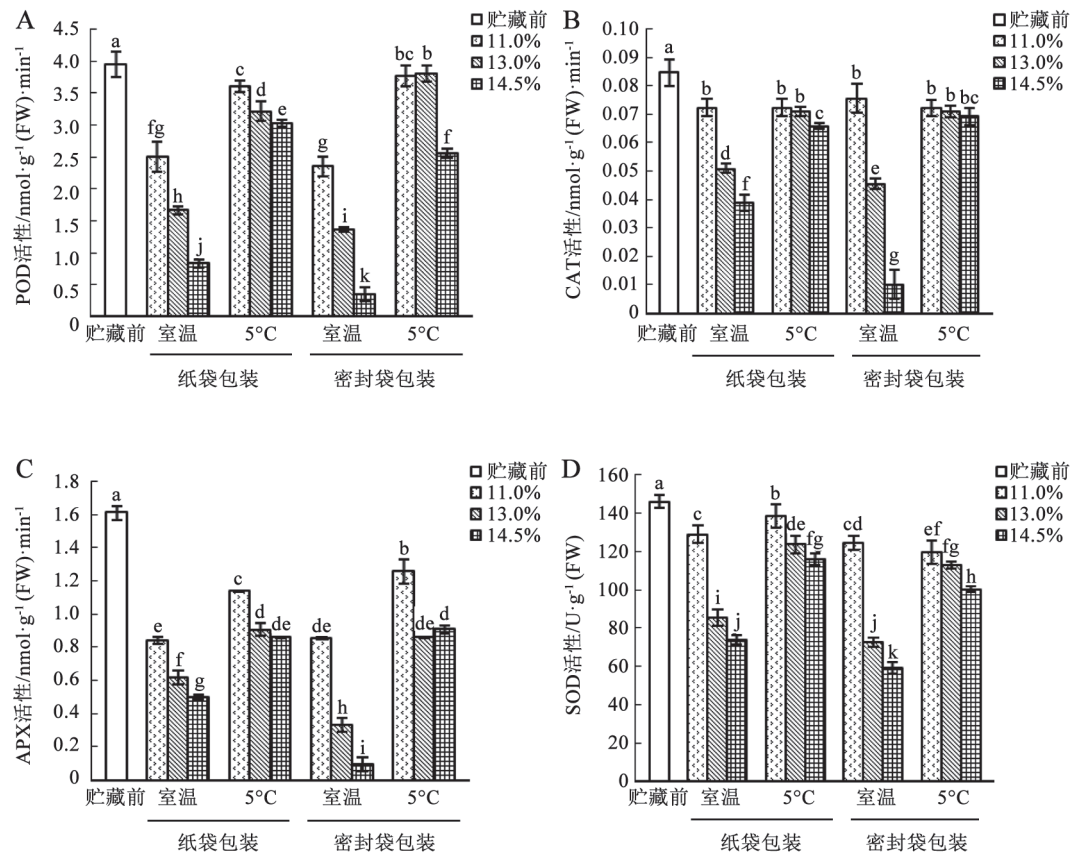 A
POD活性/nmol·g⁻¹ (FW)·min⁻¹
4.5
4.0
3.5
3.0
2.5
2.0
1.5
1.0
0.5
0
a
fg
h
j
c
d
e
g
i
k
bc
b
f
贮藏前
11.0%
13.0%
14.5%
贮藏前 室温 5°C 室温 5°C
纸袋包装 密封袋包装
B
CAT活性/nmol·g⁻¹ (FW)·min⁻¹
0.10
0.09
0.08
0.07
0.06
0.05
0.04
0.03
0.02
0.01
0
a
b
d
f
b
b
c
b
e
g
b
b
bc
贮藏前
11.0%
13.0%
14.5%
贮藏前 室温 5°C 室温 5°C
纸袋包装 密封袋包装
C
APX活性/nmol·g⁻¹ (FW)·min⁻¹
1.8
1.6
1.4
1.2
1.0
0.8
0.6
0.4
0.2
0
a
e
f
g
c
d
de
de
h
i
b
de
d
贮藏前
11.0%
13.0%
14.5%
贮藏前 室温 5°C 室温 5°C
纸袋包装 密封袋包装
D
SOD活性/U·g⁻¹ (FW)
160
140
120
100
80
60
40
20
0
a
c
i
j
b
de
fg
cd
j
k
ef
fg
h
贮藏前
11.0%
13.0%
14.5%
贮藏前 室温 5°C 室温 5°C
纸袋包装 密封袋包装